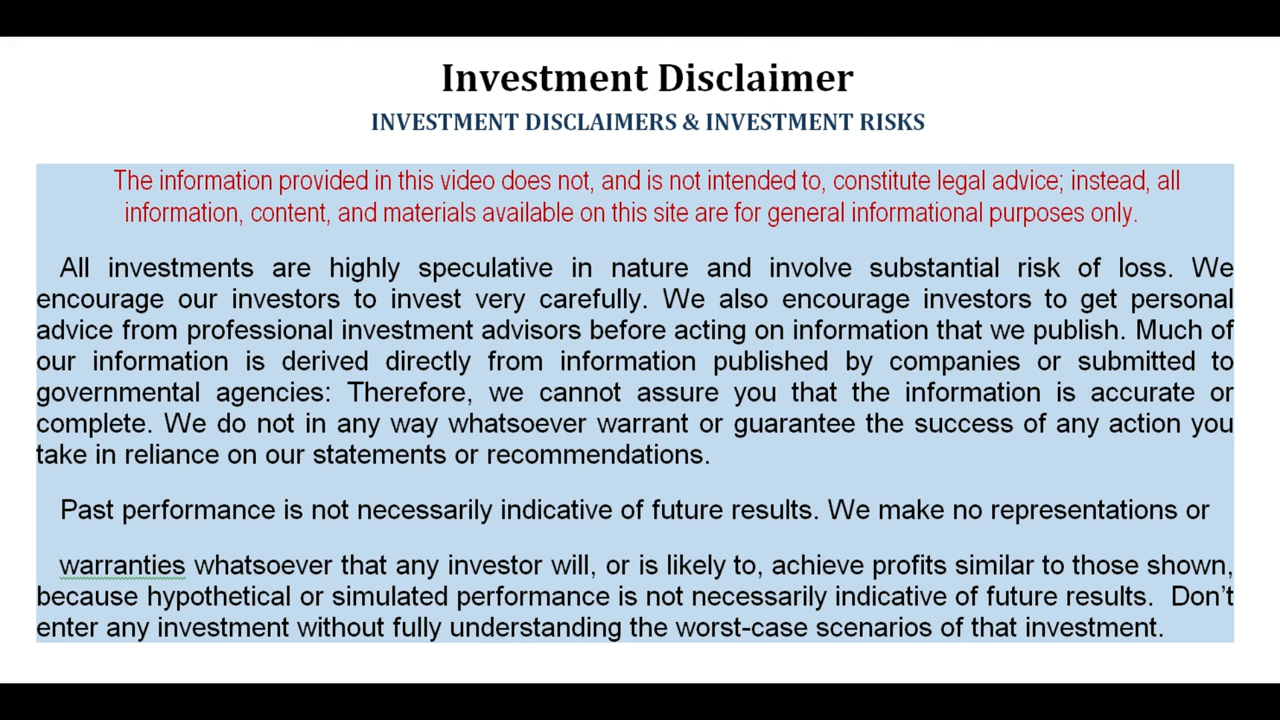 Investment Disclaimer
INVESTMENT DISCLAIMERS & INVESTMENT RISKS
The information provided in this video does not, and is not intended to, constitute legal advice; instead, all
information, content, and materials available on this site are for general informational purposes only.
All investments are highly speculative in nature and involve substantial risk of loss. We
encourage our investors to invest very carefully. We also encourage investors to get personal
advice from professional investment advisors before acting on information that we publish. Much of
our information is derived directly from information published by companies or submitted to
governmental agencies: Therefore, we cannot assure you that the information is accurate or
complete. We do not in any way whatsoever warrant or guarantee the success of any action you
take in reliance on our statements or recommendations.
Past performance is not necessarily indicative of future results. We make no representations or
warranties whatsoever that any investor will, or is likely to, achieve profits similar to those shown,
because hypothetical or simulated performance is not necessarily indicative of future results.  Don’t
enter any investment without fully understanding the worst-case scenarios of that investment.